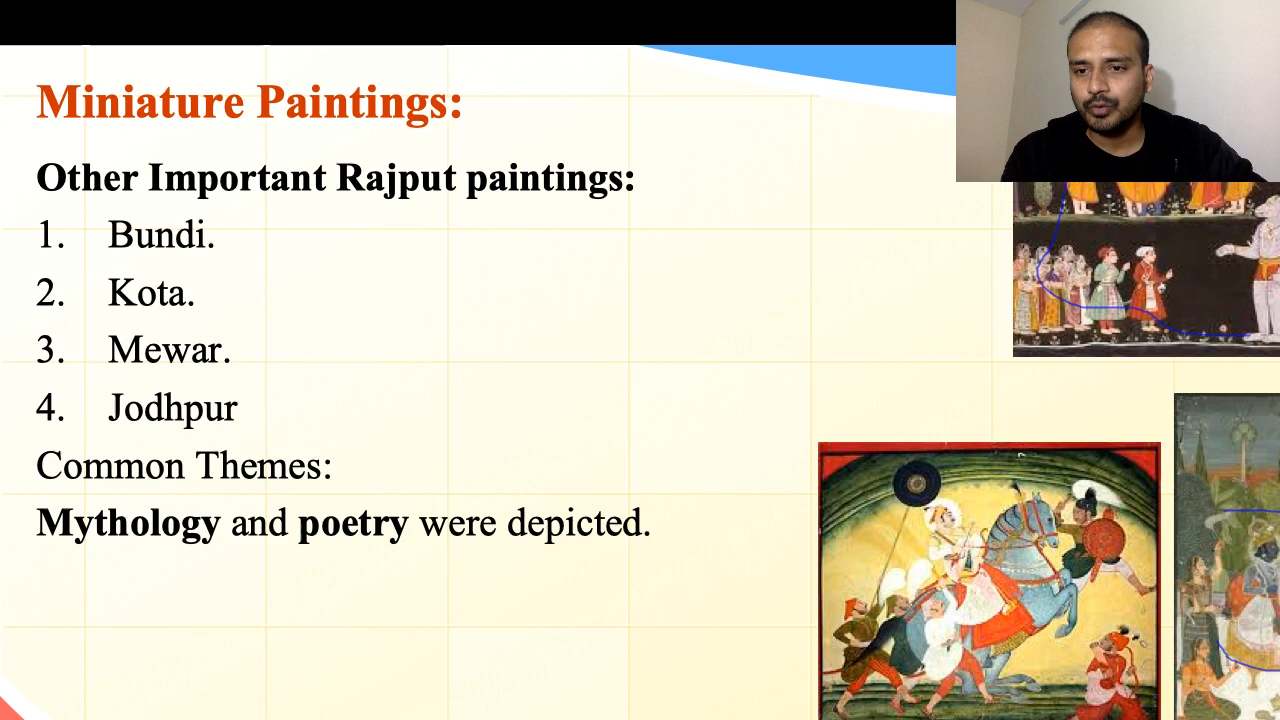 Miniature Paintings:
Other Important Rajput paintings:
1. Bundi.
2. Kota.
3. Mewar.
4. Jodhpur
Common Themes:
Mythology and poetry were depicted.